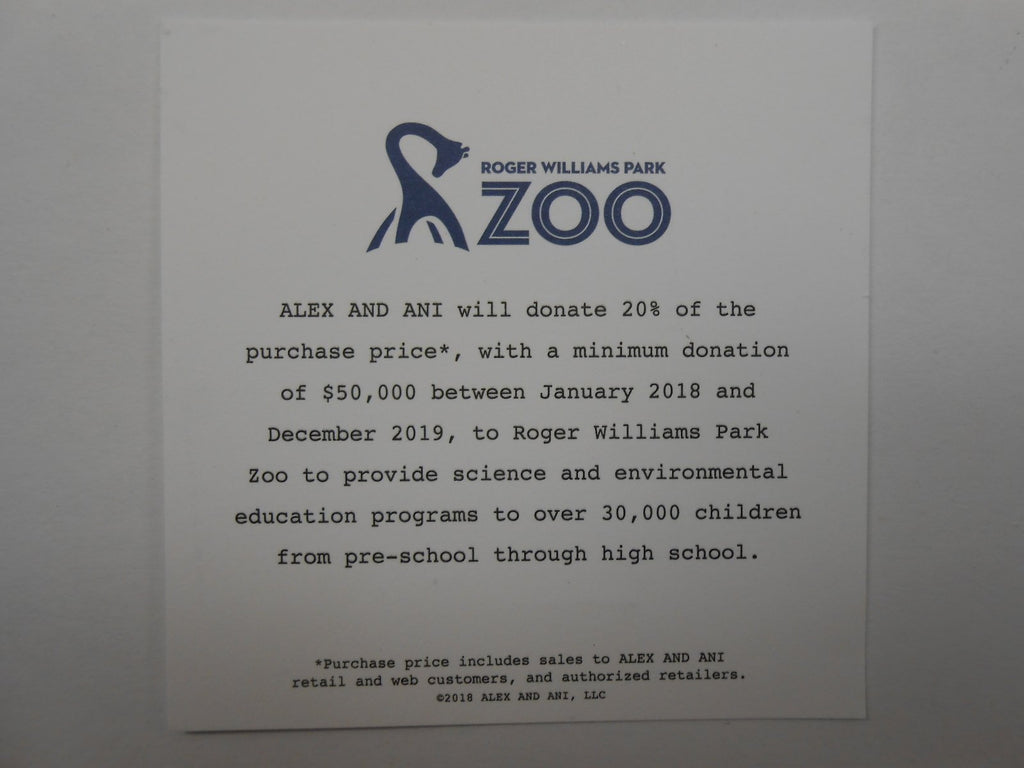 ROGER WILLIAMS PARK
ZOO
ALEX AND ANI will donate 20% of the
purchase price*, with a minimum donation
of $50,000 between January 2018 and
December 2019, to Roger Williams Park
Zoo to provide science and environmental
education programs to over 30,000 children
from pre-school through high school.
*Purchase price includes sales to ALEX AND ANI
retail and web customers, and authorized retailers.
©2018 ALEX AND ANI, LLC